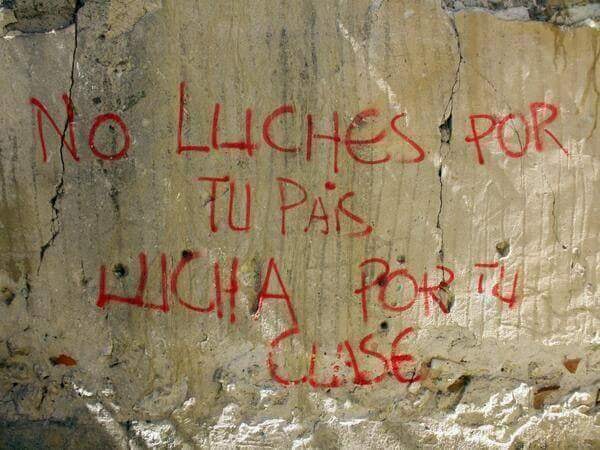 NO LUCHES POR
TU PAÍS
LUCHA POR TU
CLASE